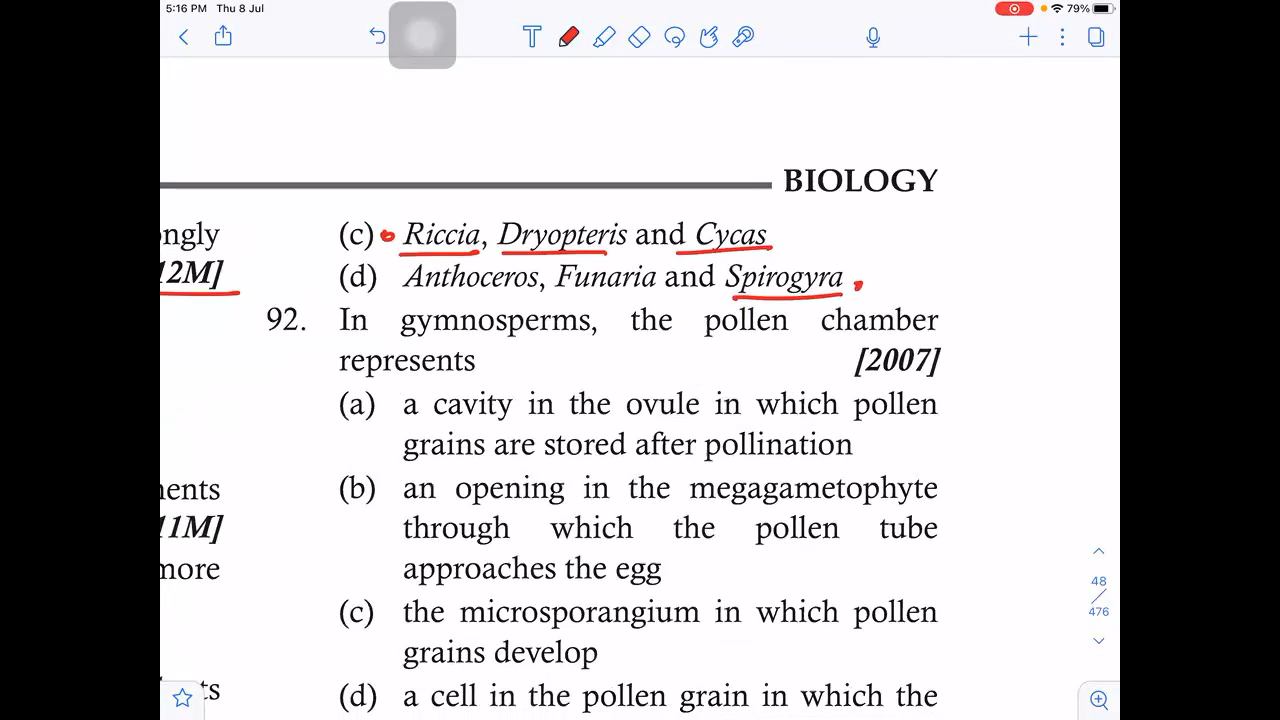 5:16 PM Thu 8 Jul
79%
T
BIOLOGY
ongly
12M]
(c) Riccia, Dryopteris and Cycas
(d) Anthoceros, Funaria and Spirogyra
92. In gymnosperms, the pollen chamber
represents [2007]
(a) a cavity in the ovule in which pollen
grains are stored after pollination
(b) an opening in the megagametophyte
through which the pollen tube
approaches the egg
(c) the microsporangium in which pollen
grains develop
(d) a cell in the pollen grain in which the
11M]
more
48
476